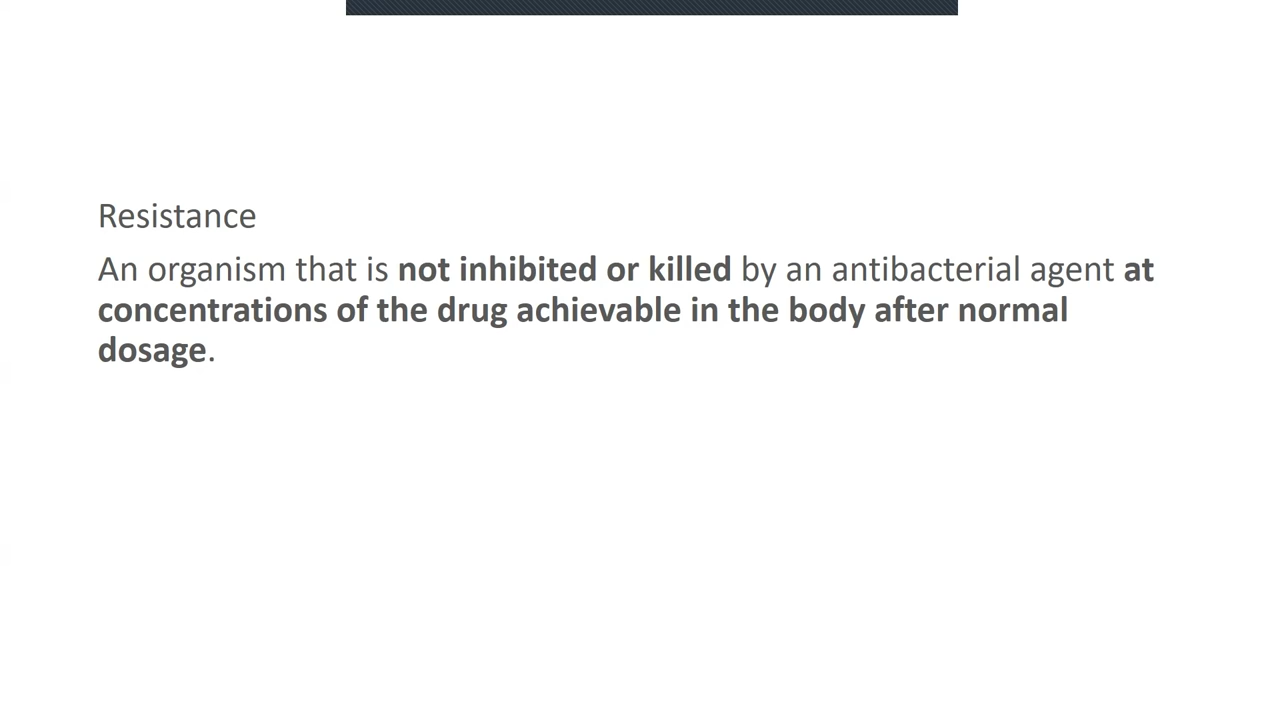 Resistance
An organism that is not inhibited or killed by an antibacterial agent at
concentrations of the drug achievable in the body after normal
dosage.